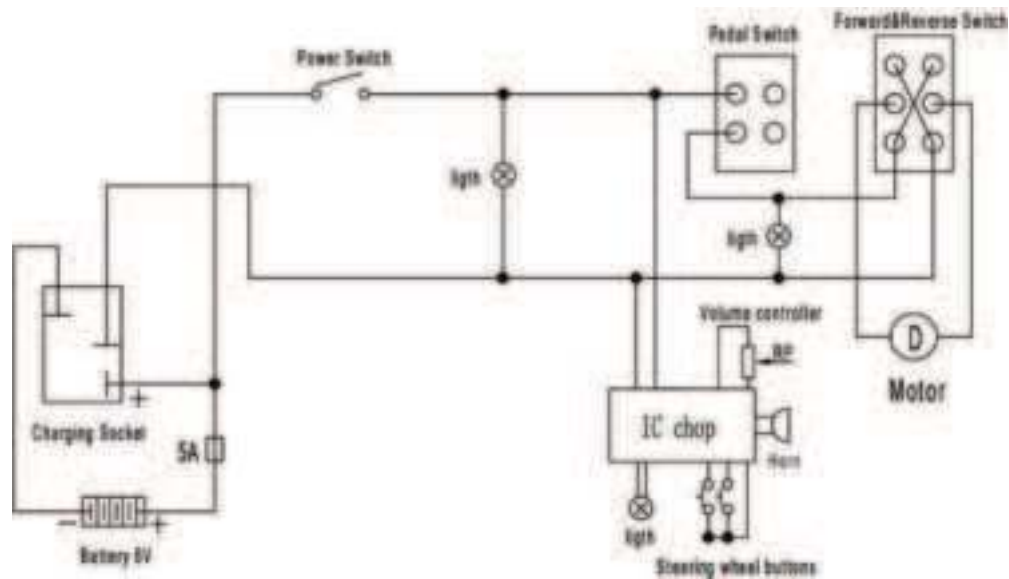 Forward&Reverse Switch
Pedal Switch
Power Switch
ligth
ligth
Volume controller
RP
D
Motor
IC chop
Horn
Charging Socket
+
5A
ligth
− +
Battery 6V
Steering wheel buttons